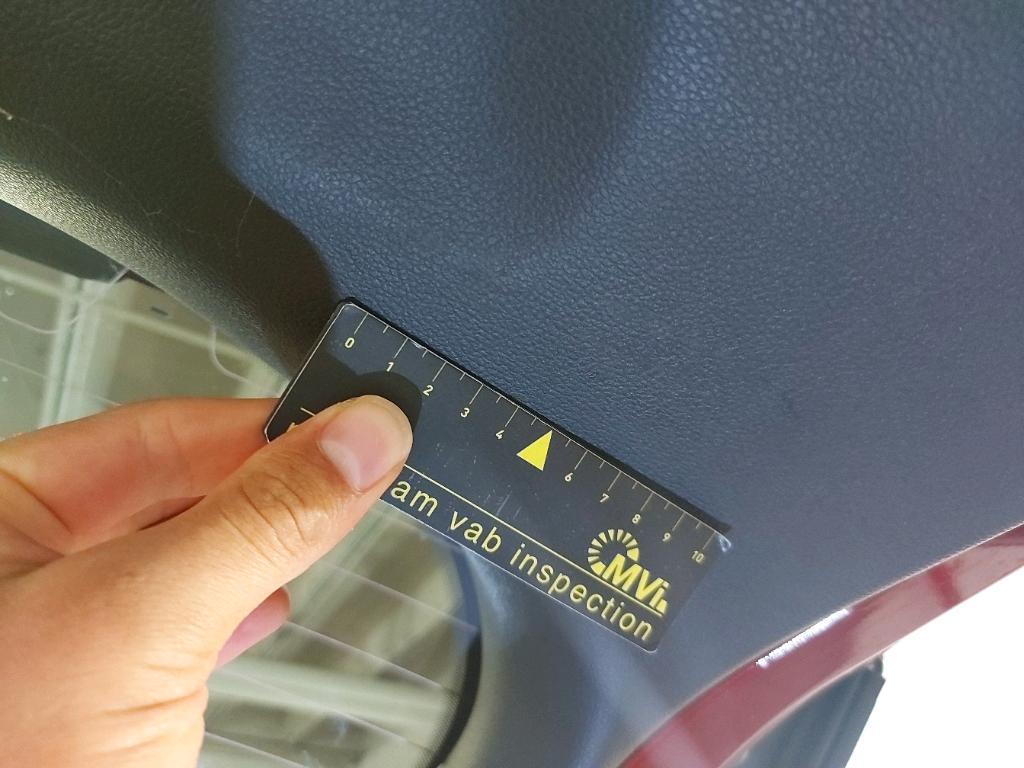 0 1 2 3 4 6 7 8 9 10
MVi
am vab inspection